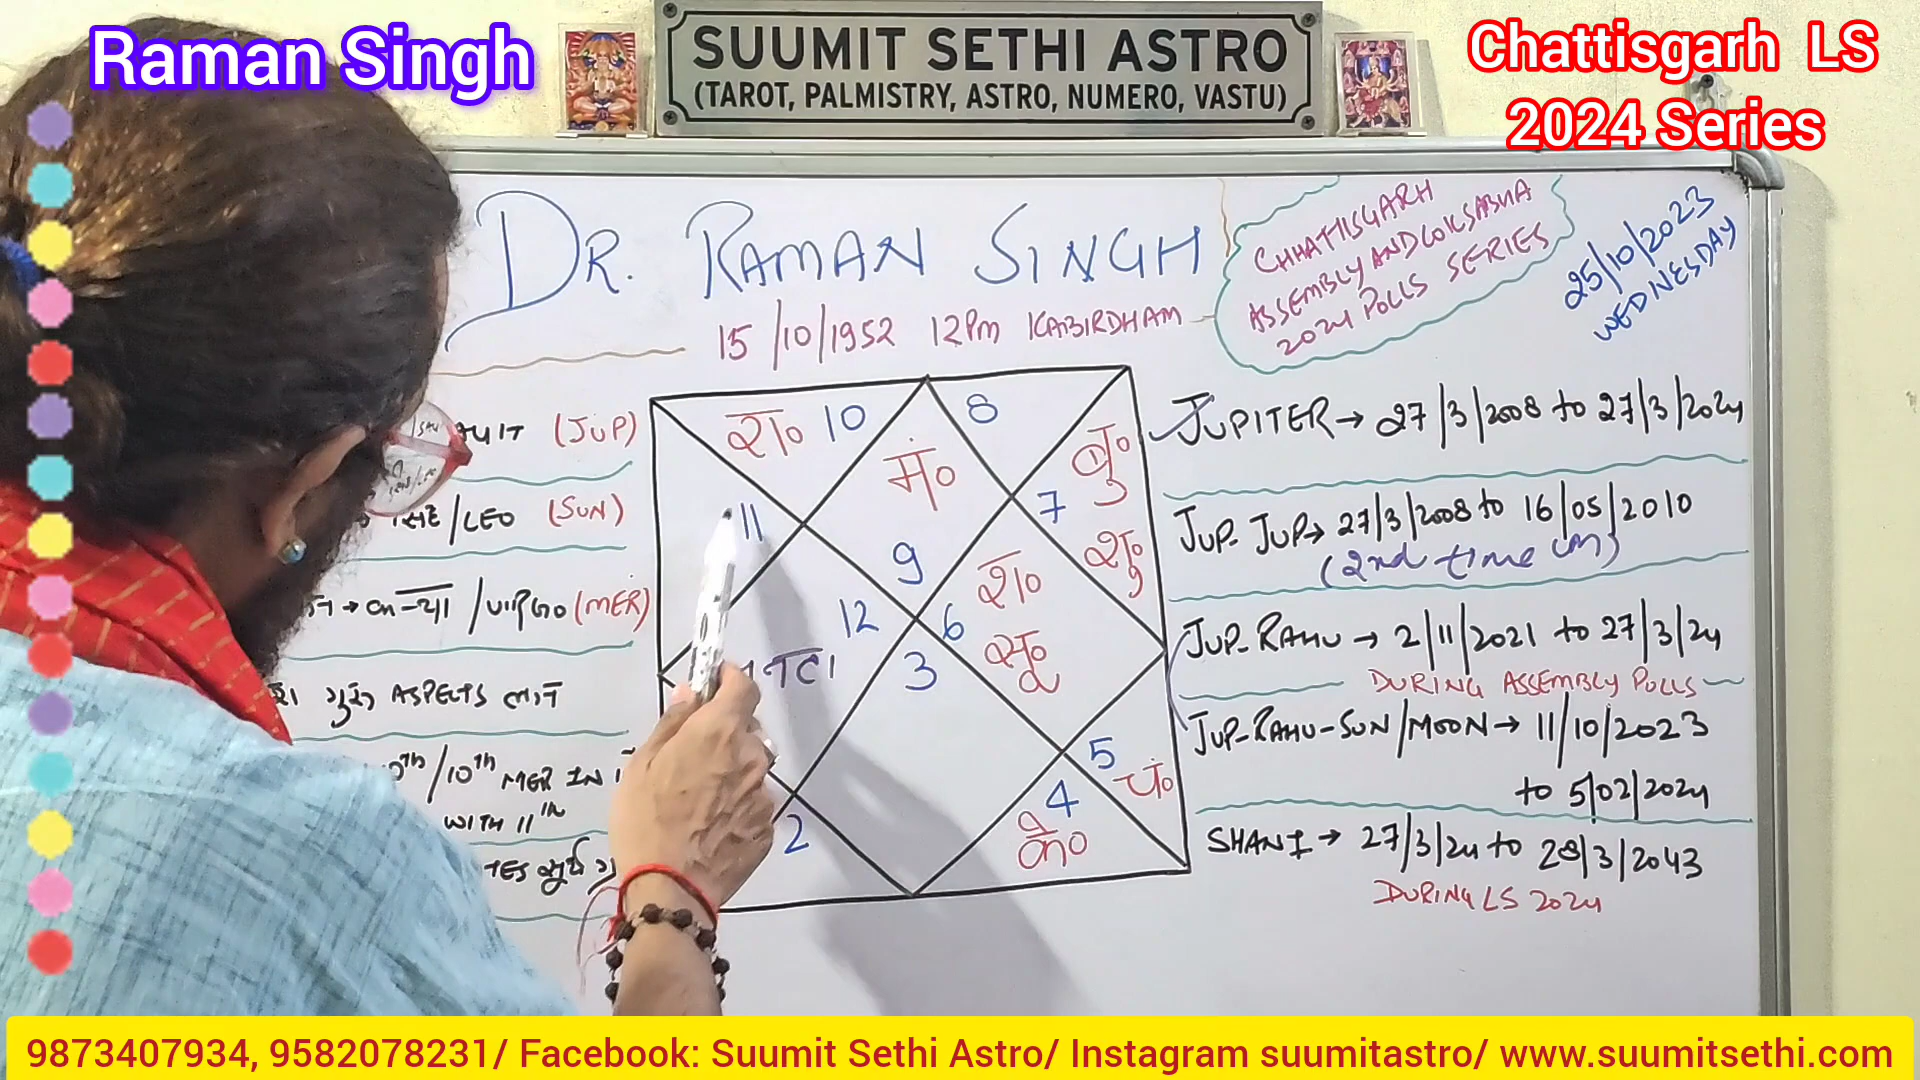 Raman Singh
SUUMIT SETHI ASTRO
(TAROT, PALMISTRY, ASTRO, NUMERO, VASTU)
Chattisgarh LS
2024 Series
DR. RAMAN SINGH
15/10/1952 12PM KABIRDHAM
CHHATTISGARH
ASSEMBLY AND LOKSABHA
2024 POLLS SERIES
25/10/2023
WEDNESDAY
(JUP)
/LEO (SUN)
/VIRGO (MER)
ASPECTS लग्न
/10th MER IN
WITH 11th
रा० 10
8
मं०
बु०
11
7
9
शु०
श०
12
6
सू०
3
5
4
चं०
के०
2
JUPITER → 27/3/2008 to 27/3/2024
JUP-JUP → 27/3/2008 to 16/05/2010
(2nd time CM)
JUP-RAHU → 2/11/2021 to 27/3/24
DURING ASSEMBLY POLLS
JUP-RAHU-SUN/MOON → 11/10/2023
to 5/02/2024
SHANI → 27/3/24 to 28/3/2043
DURING LS 2024
9873407934, 9582078231/ Facebook: Suumit Sethi Astro/ Instagram suumitastro/ www.suumitsethi.com